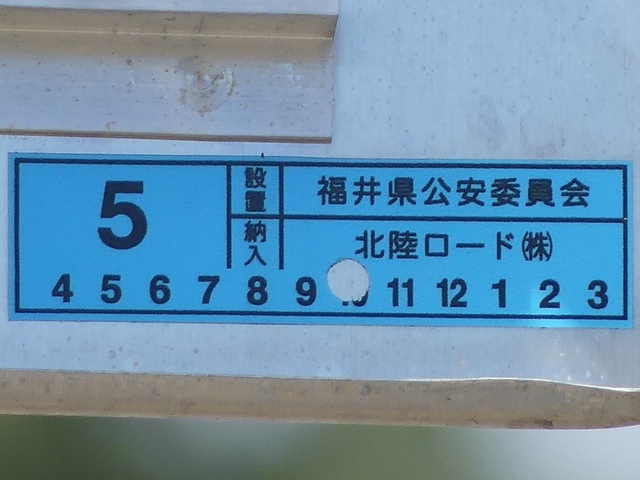 5
設置 福井県公安委員会
納入 北陸ロード㈱
4 5 6 7 8 9 11 12 1 2 3